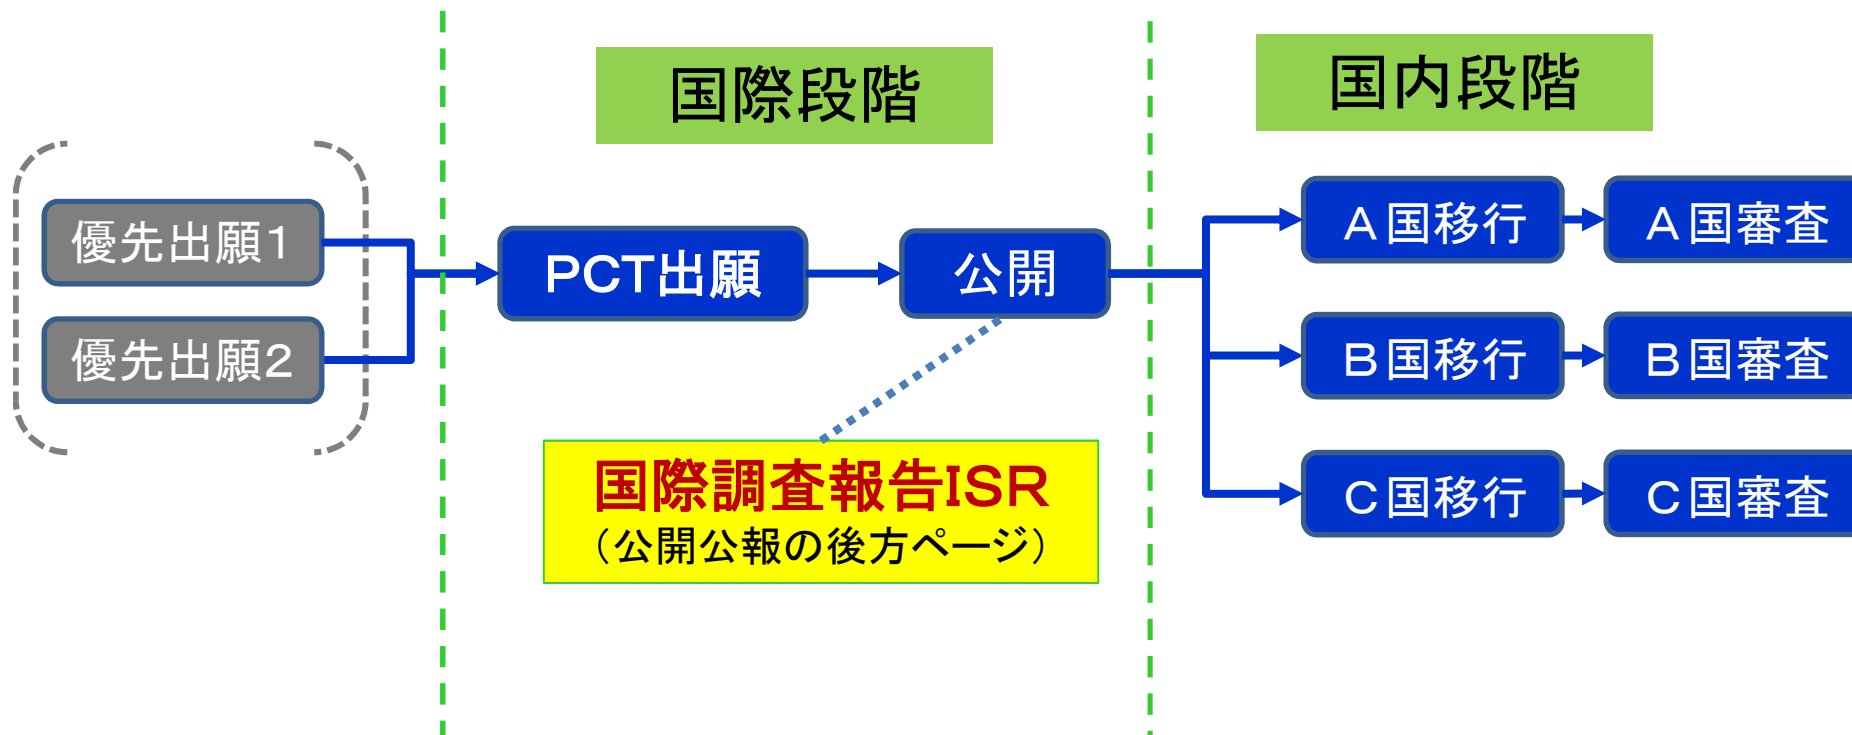 国際段階
国内段階
優先出願１
優先出願２
PCT出願
公開
国際調査報告ISR
（公開公報の後方ページ）
Ａ国移行
Ａ国審査
Ｂ国移行
Ｂ国審査
Ｃ国移行
Ｃ国審査